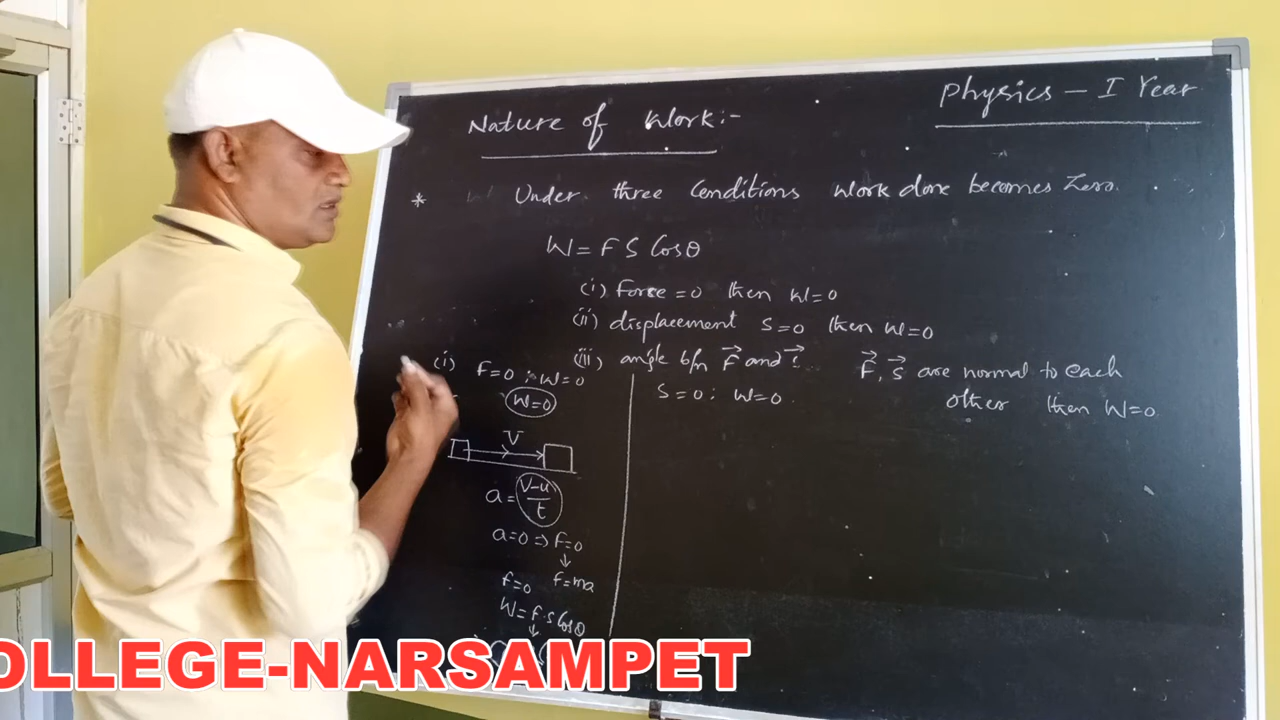 Physics - I Year
Nature of Work:-
* Under three Conditions Work done becomes Zero.
W = F S Cosθ
(i) Force = 0 then W=0
(ii) displacement S=0 then W=0
(iii) angle b/n F⃗ and S⃗ F⃗, S⃗ are normal to each
other then W=0
(i) F=0 ; W=0
W=0
V
a = V-u/t
a=0 => F=0
↓
F=ma
F=0
W= F.S Cosθ
↓
S=0 : W=0
OLLEGE-NARSAMPET